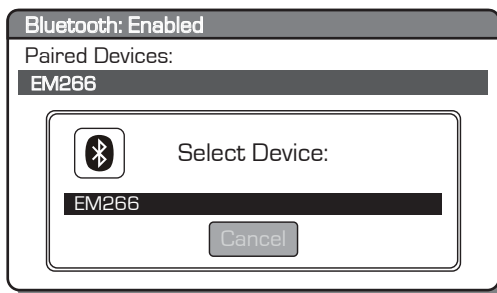 Bluetooth: Enabled
Paired Devices:
EM266
Select Device:
EM266
Cancel